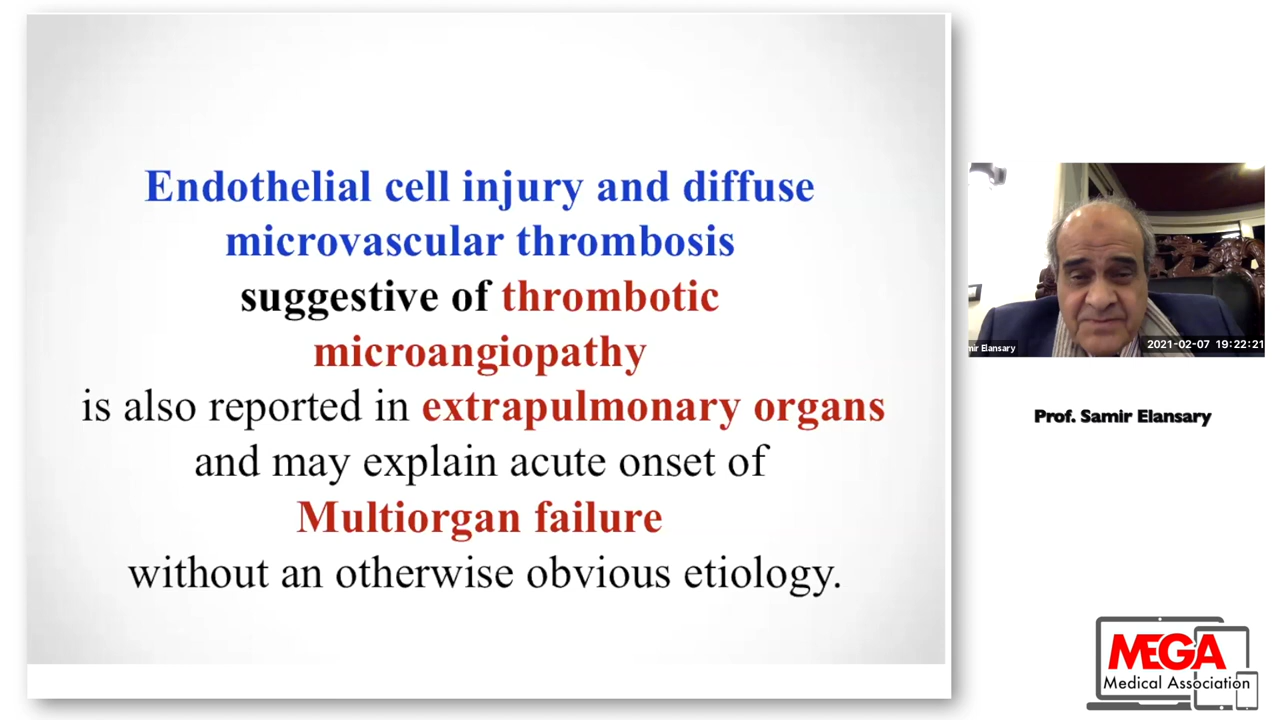 Endothelial cell injury and diffuse
microvascular thrombosis
suggestive of thrombotic
microangiopathy
is also reported in extrapulmonary organs
and may explain acute onset of
Multiorgan failure
without an otherwise obvious etiology.
mir Elansary
2021-02-07 19:22:21
Prof. Samir Elansary
MEGA
Medical Association